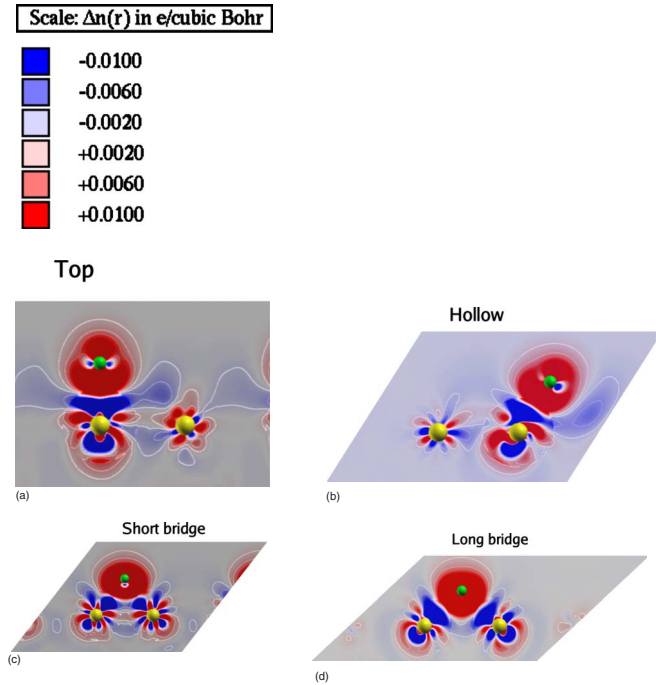 Scale: Δn(r) in e/cubic Bohr
-0.0100
-0.0060
-0.0020
+0.0020
+0.0060
+0.0100
Top
Hollow
(a)
(b)
Short bridge
Long bridge
(c)
(d)